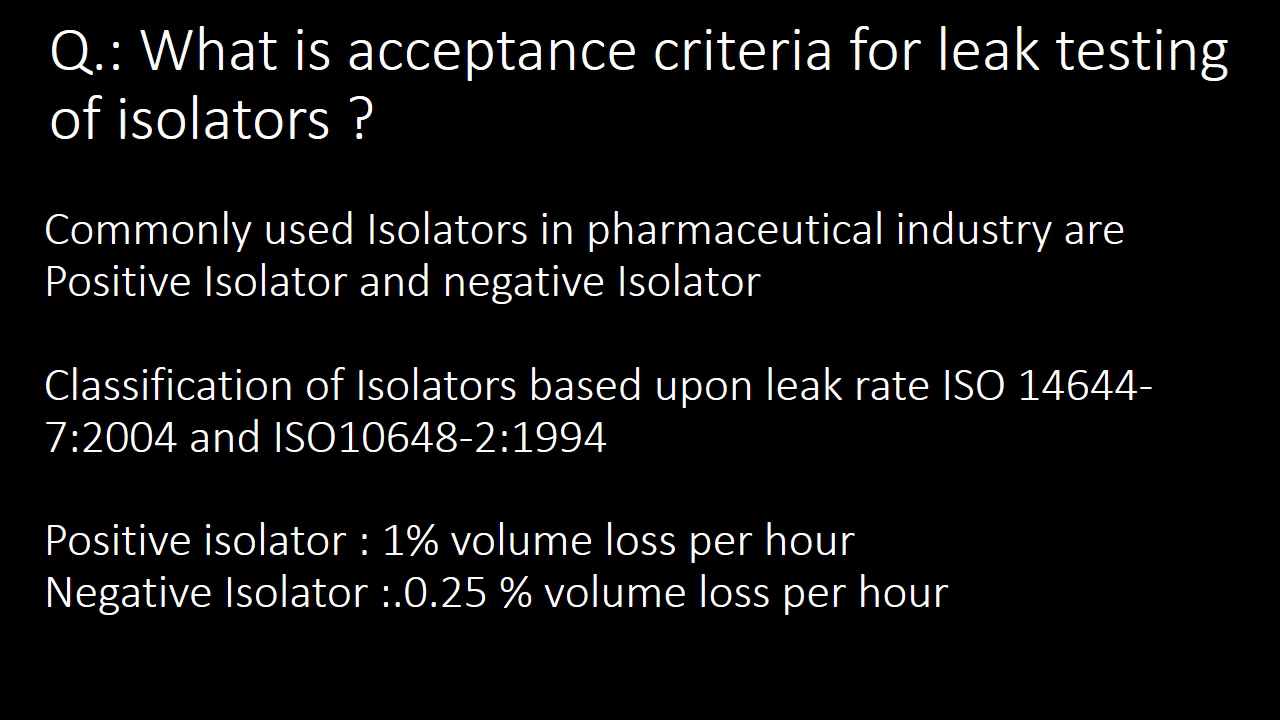 Q.: What is acceptance criteria for leak testing
of isolators ?
Commonly used Isolators in pharmaceutical industry are
Positive Isolator and negative Isolator
Classification of Isolators based upon leak rate ISO 14644-
7:2004 and ISO10648-2:1994
Positive isolator : 1% volume loss per hour
Negative Isolator :.0.25 % volume loss per hour